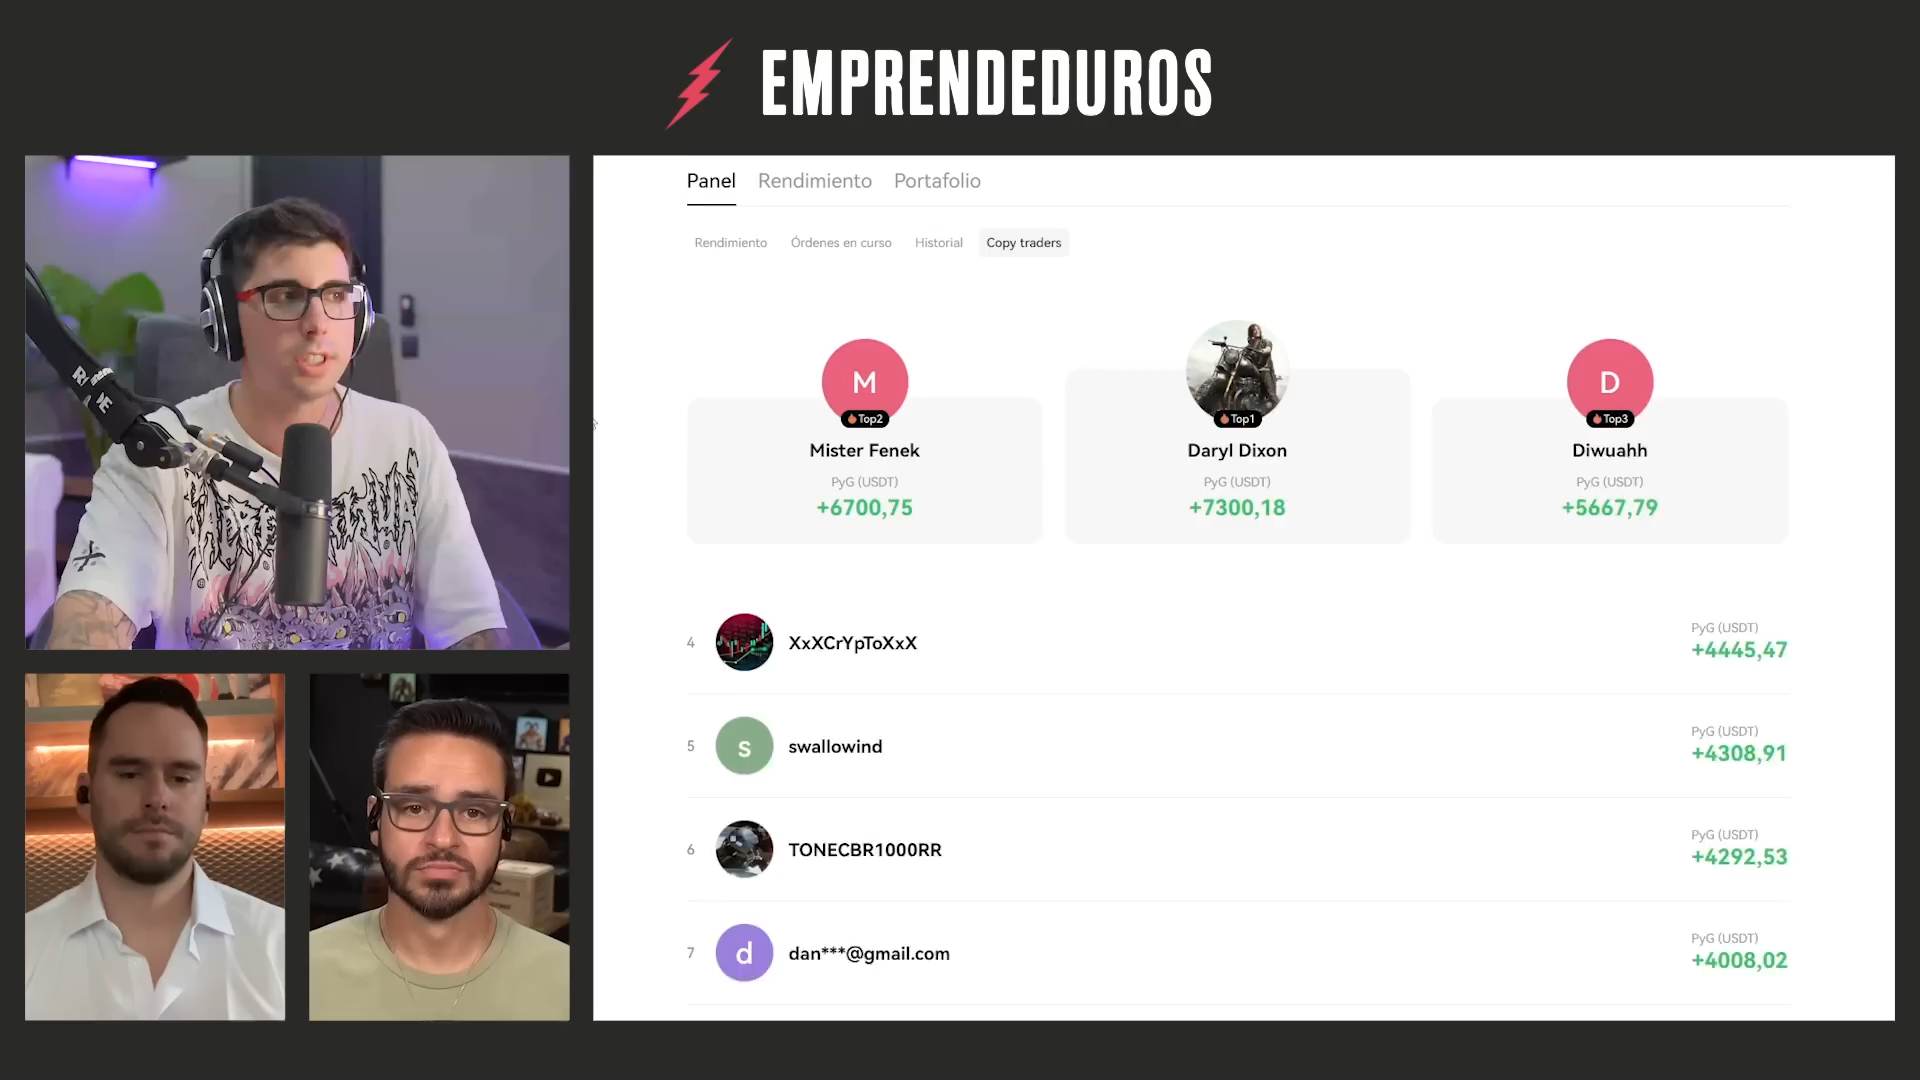 EMPRENDEDUROS
Panel Rendimiento Portafolio
Rendimiento Órdenes en curso Historial Copy traders
M
Top2
Mister Fenek
PyG (USDT)
+6700,75
Top1
Daryl Dixon
PyG (USDT)
+7300,18
D
Top3
Diwuahh
PyG (USDT)
+5667,79
4 XxXCrYpToXxX
PyG (USDT)
+4445,47
5 s swallowind
PyG (USDT)
+4308,91
6 TONECBR1000RR
PyG (USDT)
+4292,53
7 d dan***@gmail.com
PyG (USDT)
+4008,02